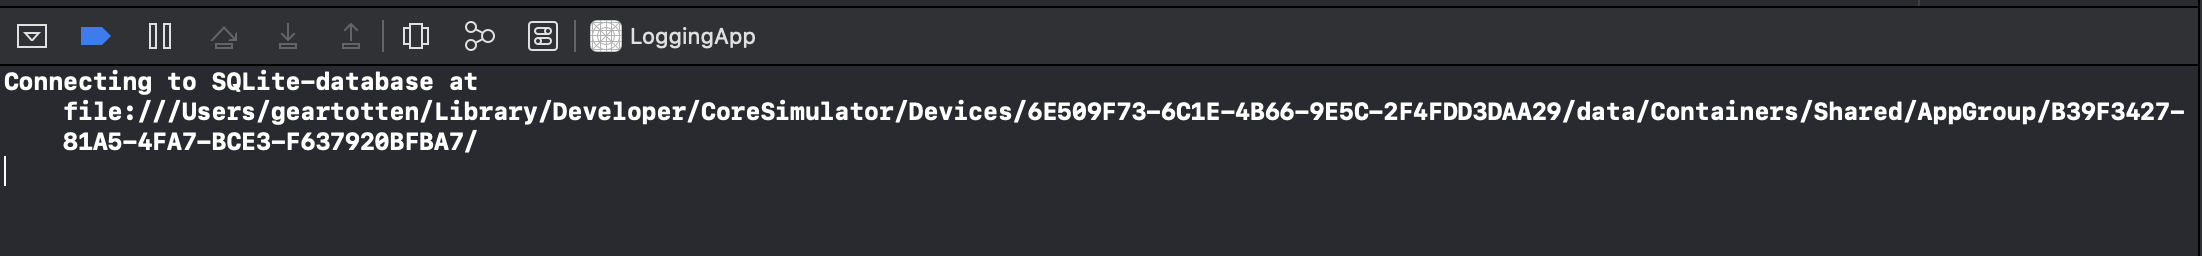 LoggingApp
Connecting to SQLite-database at
file:///Users/geartotten/Library/Developer/CoreSimulator/Devices/6E509F73-6C1E-4B66-9E5C-2F4FDD3DAA29/data/Containers/Shared/AppGroup/B39F3427-
81A5-4FA7-BCE3-F637920BFBA7/